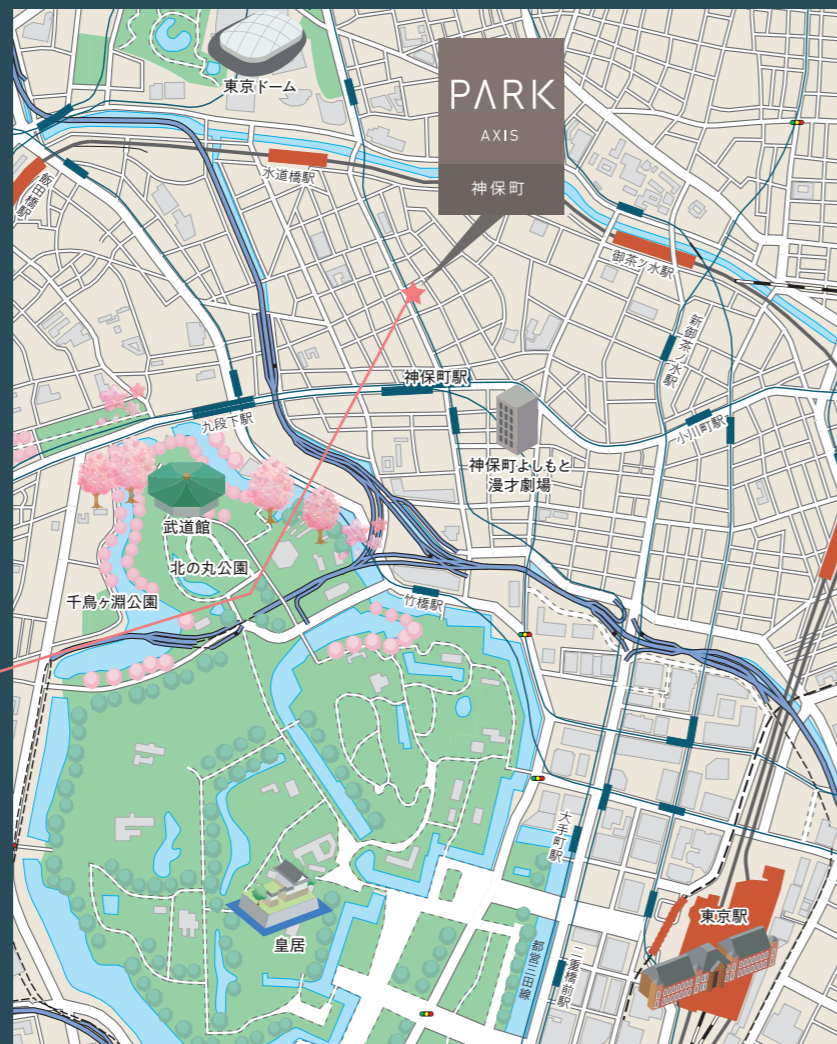 東京ドーム
PARK
AXIS
神保町
水道橋駅
飯田橋駅
御茶ノ水駅
新御茶ノ水駅
神保町駅
九段下駅
小川町駅
神保町よしもと
漫才劇場
武道館
北の丸公園
千鳥ヶ淵公園
竹橋駅
大手町駅
東京駅
皇居
都営三田線
二重橋前駅